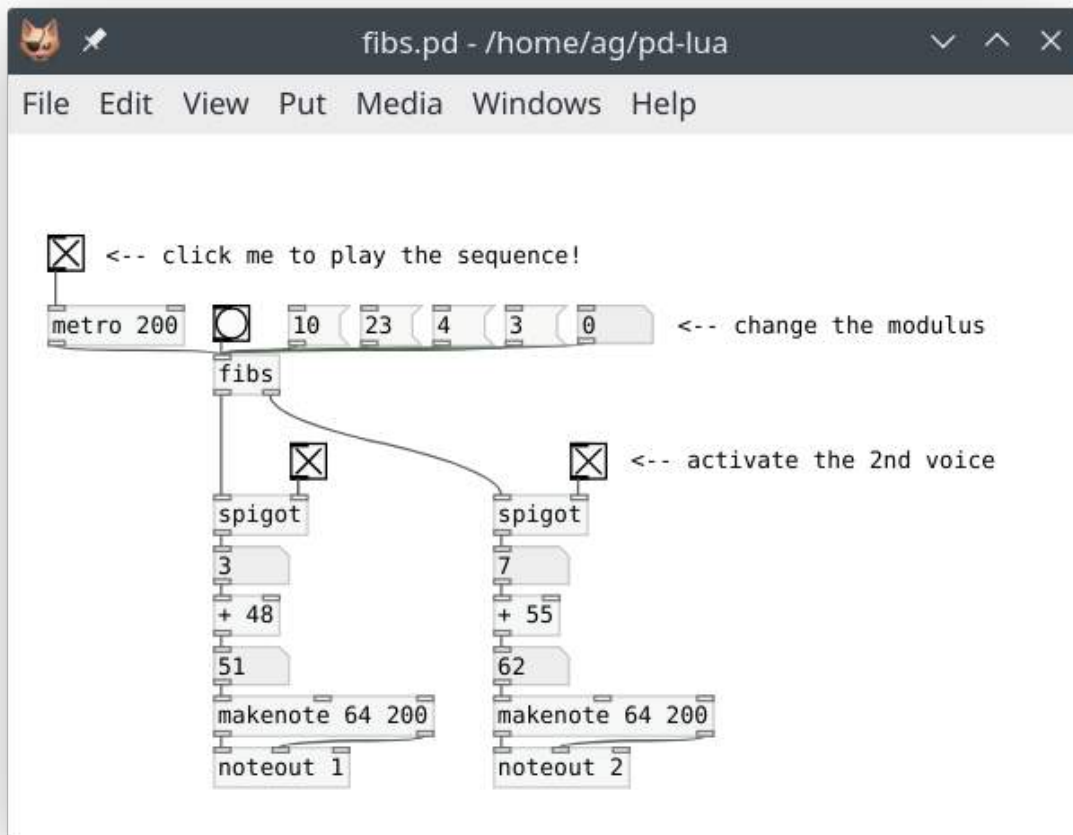 fibs.pd - /home/ag/pd-lua
File Edit View Put Media Windows Help
<-- click me to play the sequence!
metro 200 10 23 4 3 0 <-- change the modulus
fibs
<-- activate the 2nd voice
spigot spigot
3 7
+ 48 + 55
51 62
makenote 64 200 makenote 64 200
noteout 1 noteout 2